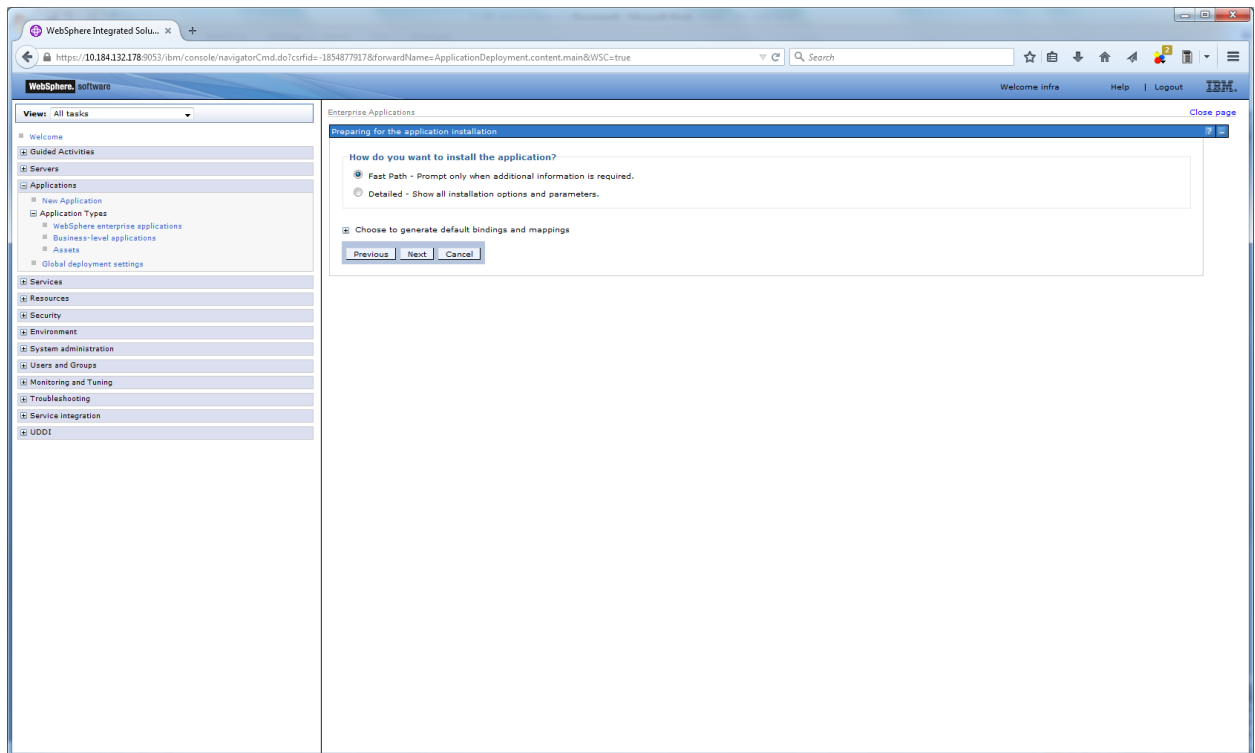 WebSphere Integrated Solu... × +
https://10.184.132.178:9053/ibm/console/navigatorCmd.do?csrfid=-1854877917&forwardName=ApplicationDeployment.content.main&WSC=true
Search
2
WebSphere. software
Welcome infra
Help | Logout
IBM.
View: All tasks
Welcome
Guided Activities
Servers
Applications
New Application
Application Types
WebSphere enterprise applications
Business-level applications
Assets
Global deployment settings
Services
Resources
Security
Environment
System administration
Users and Groups
Monitoring and Tuning
Troubleshooting
Service integration
UDDI
Enterprise Applications
Close page
Preparing for the application installation
? –
How do you want to install the application?
Fast Path - Prompt only when additional information is required.
Detailed - Show all installation options and parameters.
Choose to generate default bindings and mappings
Previous Next Cancel